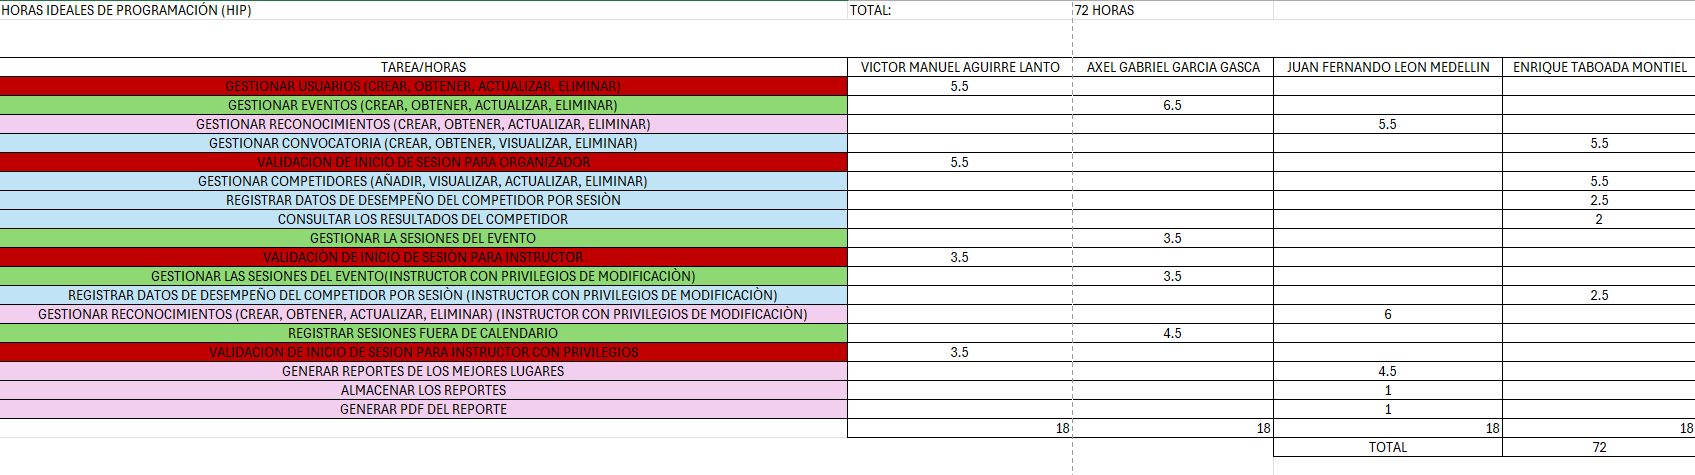 HORAS IDEALES DE PROGRAMACIÓN (HIP) TOTAL: 72 HORAS
TAREA/HORAS VICTOR MANUEL AGUIRRE LANTO AXEL GABRIEL GARCIA GASCA JUAN FERNANDO LEON MEDELLIN ENRIQUE TABOADA MONTIEL
GESTIONAR USUARIOS (CREAR, OBTENER, ACTUALIZAR, ELIMINAR) 5.5
GESTIONAR EVENTOS (CREAR, OBTENER, ACTUALIZAR, ELIMINAR) 6.5
GESTIONAR RECONOCIMIENTOS (CREAR, OBTENER, ACTUALIZAR, ELIMINAR) 5.5
GESTIONAR CONVOCATORIA (CREAR, OBTENER, VISUALIZAR, ELIMINAR) 5.5
VALIDACION DE INICIO DE SESION PARA ORGANIZADOR 5.5
GESTIONAR COMPETIDORES (AÑADIR, VISUALIZAR, ACTUALIZAR, ELIMINAR) 5.5
REGISTRAR DATOS DE DESEMPEÑO DEL COMPETIDOR POR SESIÒN 2.5
CONSULTAR LOS RESULTADOS DEL COMPETIDOR 2
GESTIONAR LA SESIONES DEL EVENTO 3.5
VALIDACIÒN DE INICIO DE SESIÒN PARA INSTRUCTOR 3.5
GESTIONAR LAS SESIONES DEL EVENTO(INSTRUCTOR CON PRIVILEGIOS DE MODIFICACIÒN) 3.5
REGISTRAR DATOS DE DESEMPEÑO DEL COMPETIDOR POR SESIÒN (INSTRUCTOR CON PRIVILEGIOS DE MODIFICACIÒN) 2.5
GESTIONAR RECONOCIMIENTOS (CREAR, OBTENER, ACTUALIZAR, ELIMINAR) (INSTRUCTOR CON PRIVILEGIOS DE MODIFICACIÒN) 6
REGISTRAR SESIONES FUERA DE CALENDARIO 4.5
VALIDACION DE INICIO DE SESION PARA INSTRUCTOR CON PRIVILEGIOS 3.5
GENERAR REPORTES DE LOS MEJORES LUGARES 4.5
ALMACENAR LOS REPORTES 1
GENERAR PDF DEL REPORTE 1
18 18 18 18
TOTAL 72